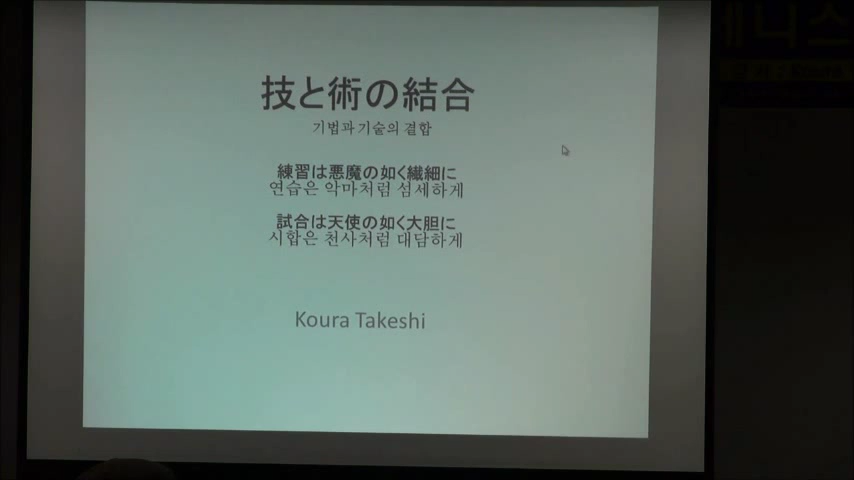 技と術の結合
기법과 기술의 결합
練習は悪魔の如く繊細に
연습은 악마처럼 섬세하게
試合は天使の如く大胆に
시합은 천사처럼 대담하게
Koura Takeshi
테니스